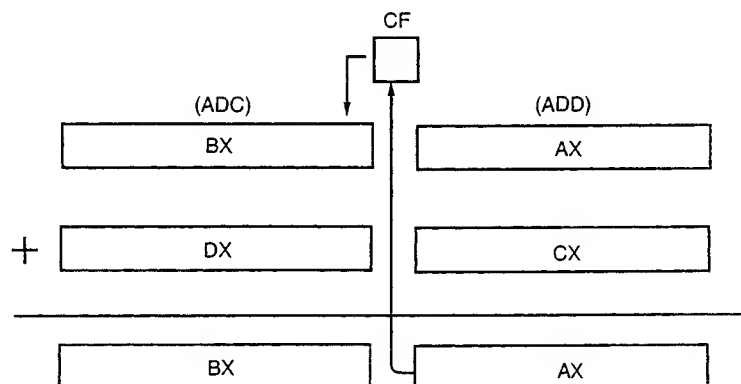 CF
(ADC) (ADD)
BX AX
+ DX CX
BX AX